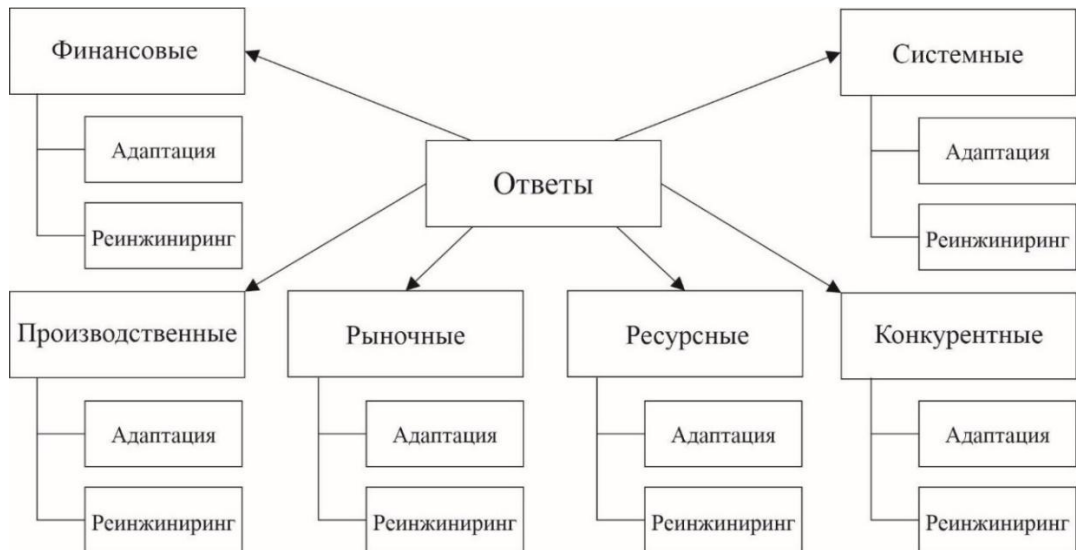 Финансовые
Системные
Адаптация
Адаптация
Ответы
Реинжиниринг
Реинжиниринг
Производственные
Рыночные
Ресурсные
Конкурентные
Адаптация
Адаптация
Адаптация
Адаптация
Реинжиниринг
Реинжиниринг
Реинжиниринг
Реинжиниринг